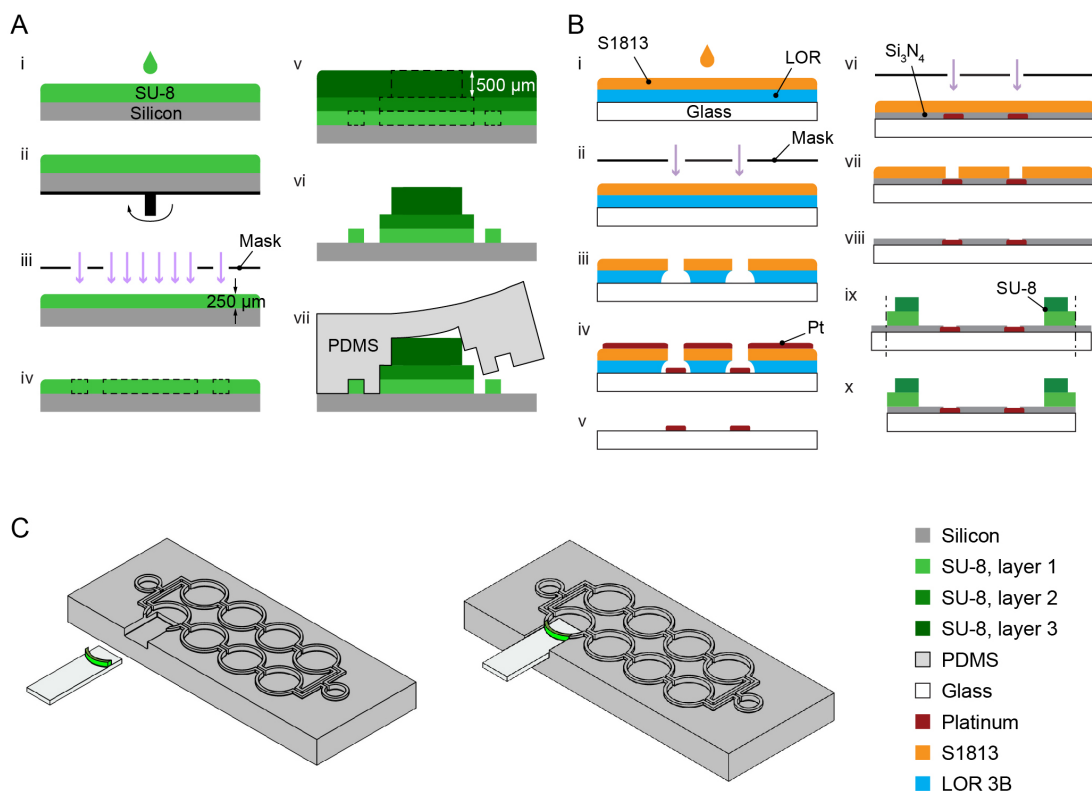 A
i
SU-8
Silicon
ii
iii
Mask
250 µm
iv
v
500 µm
vi
vii
PDMS
B
i
S1813
LOR
Glass
ii
Mask
iii
iv
Pt
v
vi
Si₃N₄
vii
viii
ix
SU-8
x
C
Silicon
SU-8, layer 1
SU-8, layer 2
SU-8, layer 3
PDMS
Glass
Platinum
S1813
LOR 3B